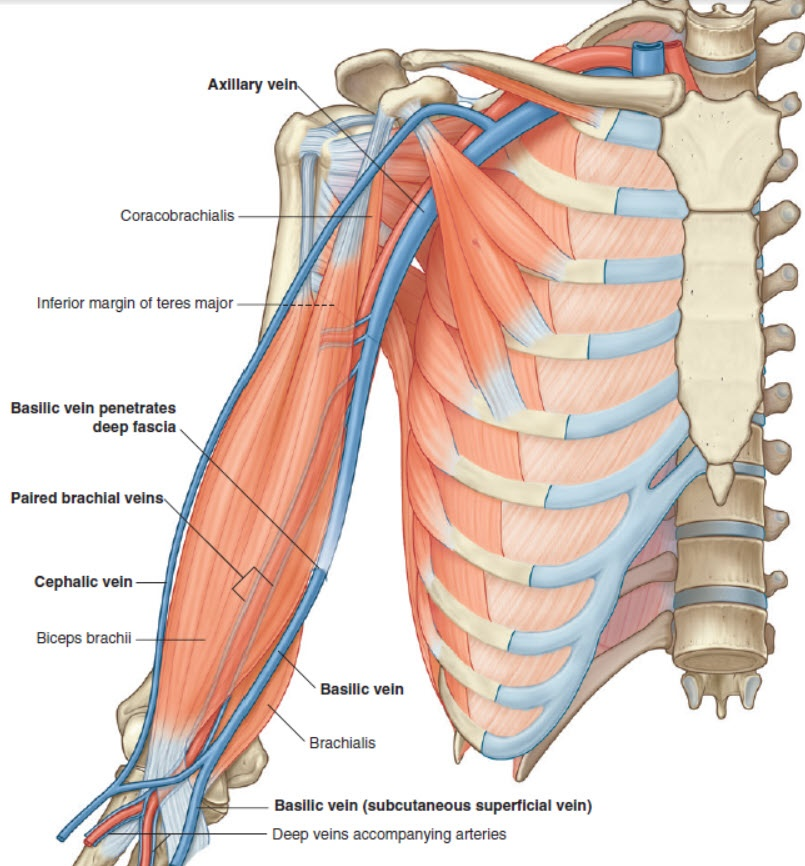 Axillary vein
Coracobrachialis
Inferior margin of teres major
Basilic vein penetrates
deep fascia
Paired brachial veins
Cephalic vein
Biceps brachii
Basilic vein
Brachialis
Basilic vein (subcutaneous superficial vein)
Deep veins accompanying arteries